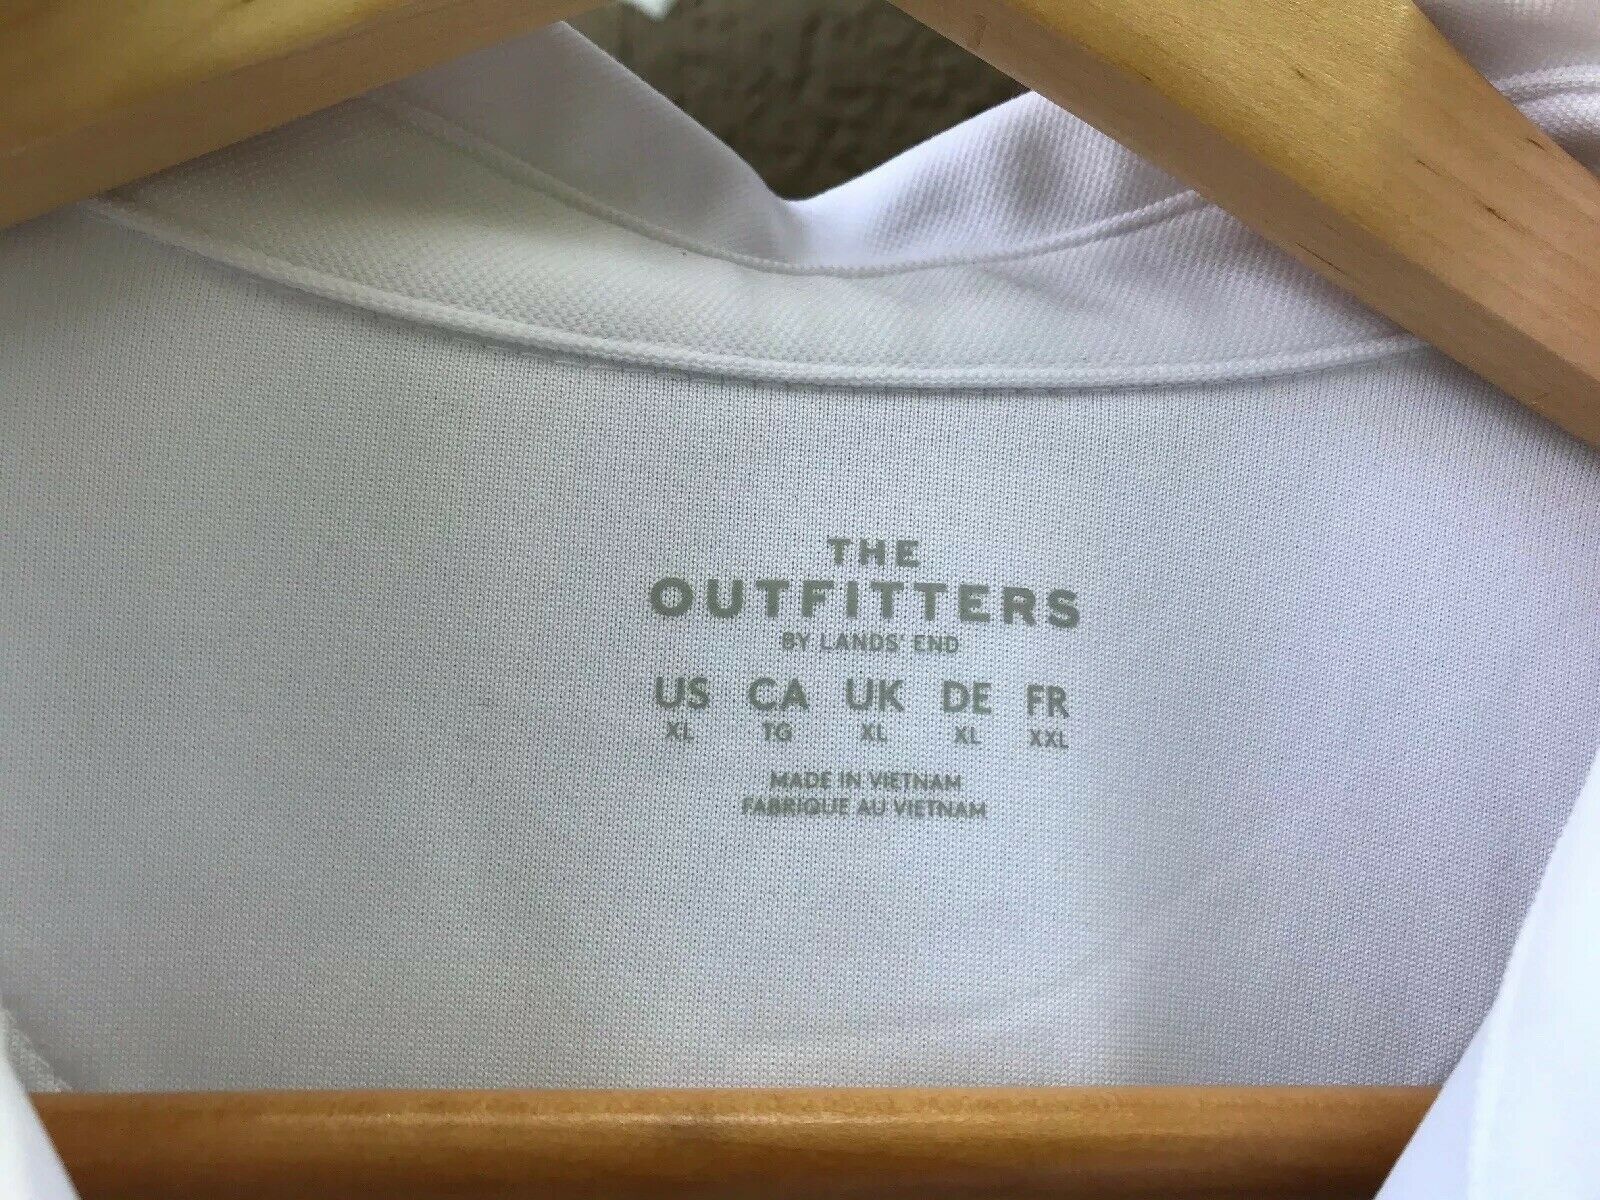 THE
OUTFITTERS
BY LANDS' END
US CA UK DE FR
XL TG XL XL XXL
MADE IN VIETNAM
FABRIQUE AU VIETNAM